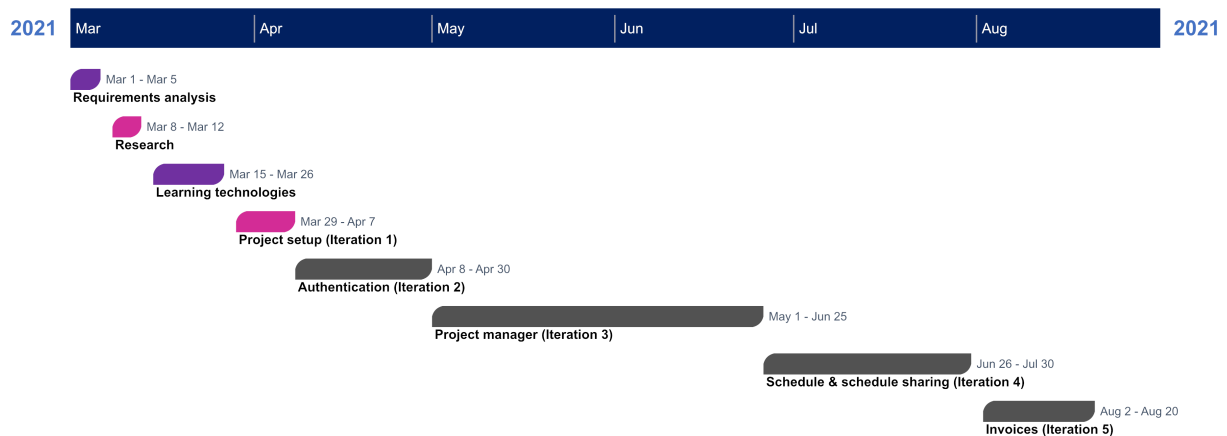 2021 Mar Apr May Jun Jul Aug 2021
Mar 1 - Mar 5
Requirements analysis
Mar 8 - Mar 12
Research
Mar 15 - Mar 26
Learning technologies
Mar 29 - Apr 7
Project setup (Iteration 1)
Apr 8 - Apr 30
Authentication (Iteration 2)
May 1 - Jun 25
Project manager (Iteration 3)
Jun 26 - Jul 30
Schedule & schedule sharing (Iteration 4)
Aug 2 - Aug 20
Invoices (Iteration 5)